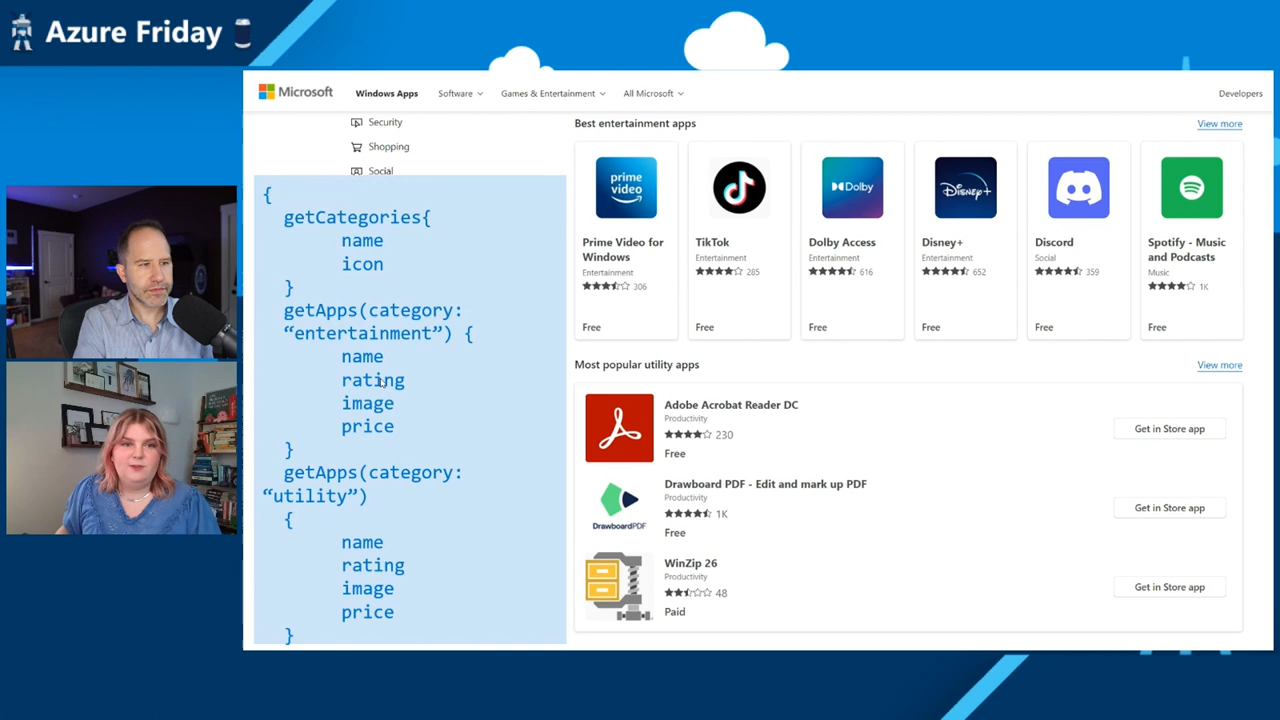 Azure Friday
Microsoft
Windows Apps
Software
Games & Entertainment
All Microsoft
Developers
Security
Shopping
Social
{
getCategories{
name
icon
}
getApps(category:
“entertainment”) {
name
rating
image
price
}
getApps(category:
“utility”)
{
name
rating
image
price
}
Best entertainment apps
View more
prime
video
Dolby
Disney+
Prime Video for
Windows
Entertainment
306
Free
TikTok
Entertainment
285
Free
Dolby Access
Entertainment
616
Free
Disney+
Entertainment
652
Free
Discord
Social
359
Free
Spotify - Music
and Podcasts
Music
1K
Free
Most popular utility apps
View more
Adobe Acrobat Reader DC
Productivity
230
Free
Get in Store app
DrawboardPDF
Drawboard PDF - Edit and mark up PDF
Productivity
1K
Free
Get in Store app
WinZip 26
Productivity
48
Paid
Get in Store app